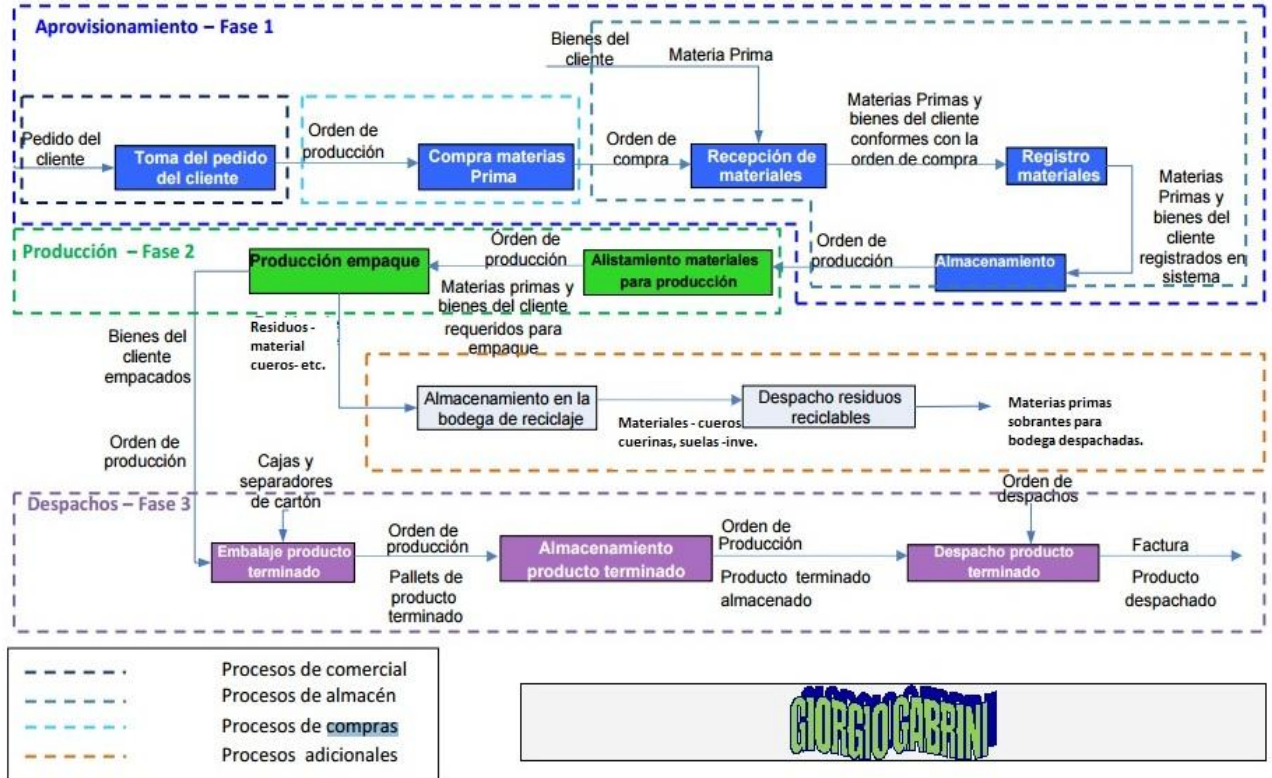 Aprovisionamiento – Fase 1
Bienes del
cliente
Materia Prima
Pedido del
cliente
Toma del pedido
del cliente
Orden de
producción
Compra materias
Prima
Orden de
compra
Recepción de
materiales
Materias Primas y
bienes del cliente
conformes con la
orden de compra
Registro
materiales
Materias
Primas y
bienes del
cliente
registrados en
sistema
Producción – Fase 2
Producción empaque
Orden de
producción
Materias primas y
bienes del cliente
requeridos para
empaque
Alistamiento materiales
para producción
Orden de
producción
Almacenamiento
Bienes del
cliente
empacados
Residuos -
material
cueros- etc.
Almacenamiento en la
bodega de reciclaje
Materiales - cueros
cuerinas, suelas -inve.
Despacho residuos
reciclables
Materias primas
sobrantes para
bodega despachadas.
Orden de
producción
Cajas y
separadores
de cartón
Orden de
despachos
Despachos – Fase 3
Embalaje producto
terminado
Orden de
producción
Pallets de
producto
terminado
Almacenamiento
producto terminado
Orden de
Producción
Producto terminado
almacenado
Despacho producto
terminado
Factura
Producto
despachado
Procesos de comercial
Procesos de almacén
Procesos de compras
Procesos adicionales
GIORGIO GABRINI